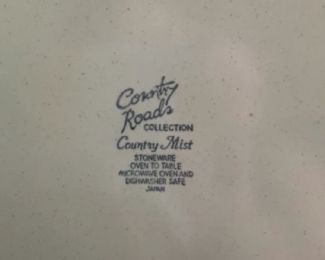 Country
Roads
COLLECTION
Country Mist
STONEWARE
OVEN TO TABLE
MICROWAVE OVEN AND
DISHWASHER SAFE
JAPAN